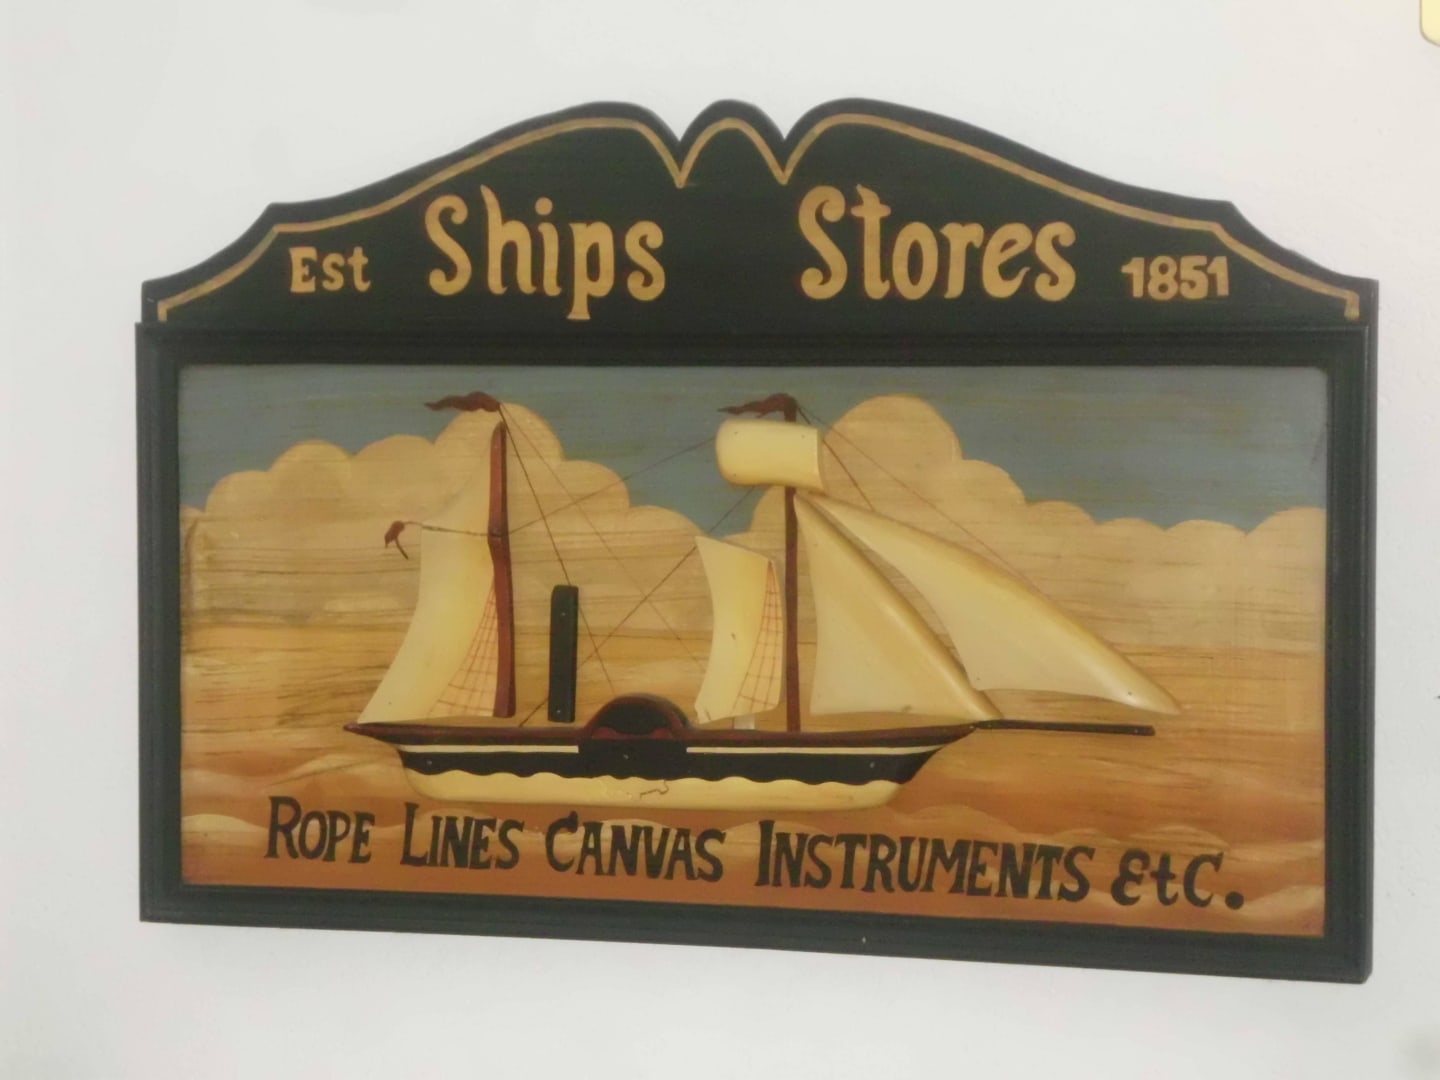 Est Ships Stores 1851
ROPE LINES CANVAS INSTRUMENTS EtC.